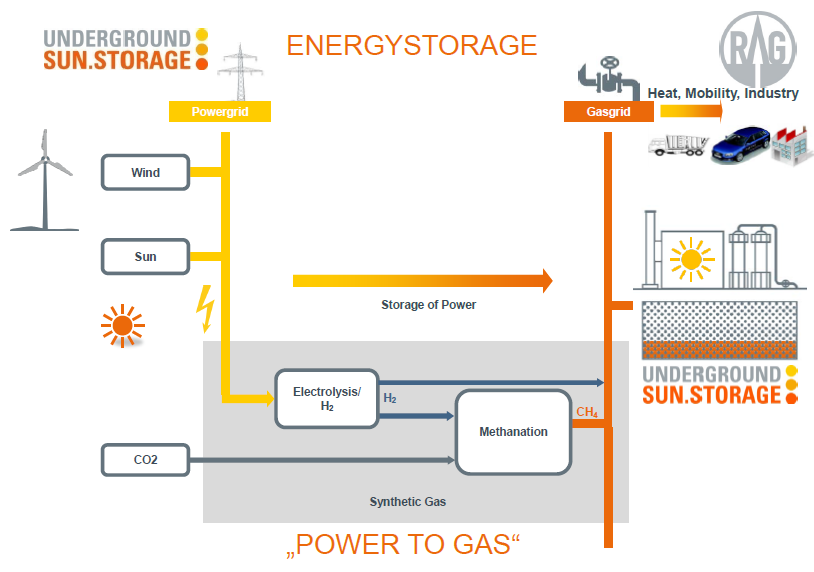 UNDERGROUND
SUN.STORAGE
ENERGYSTORAGE
RAG
Powergrid
Gasgrid
Heat, Mobility, Industry
Wind
Sun
Storage of Power
UNDERGROUND
SUN.STORAGE
Electrolysis/
H₂
H₂
CH₄
Methanation
CO2
Synthetic Gas
„POWER TO GAS“